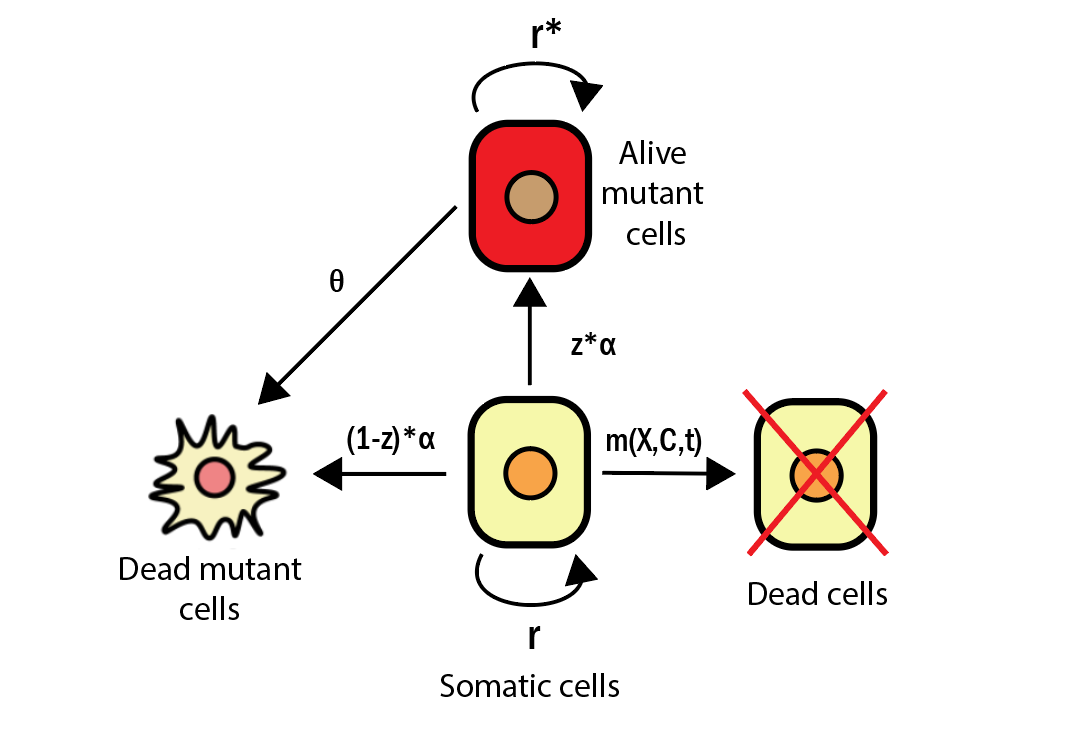 r*
Alive
mutant
cells
θ
z*α
(1-z)*α
m(X,C,t)
Dead mutant
cells
Dead cells
r
Somatic cells